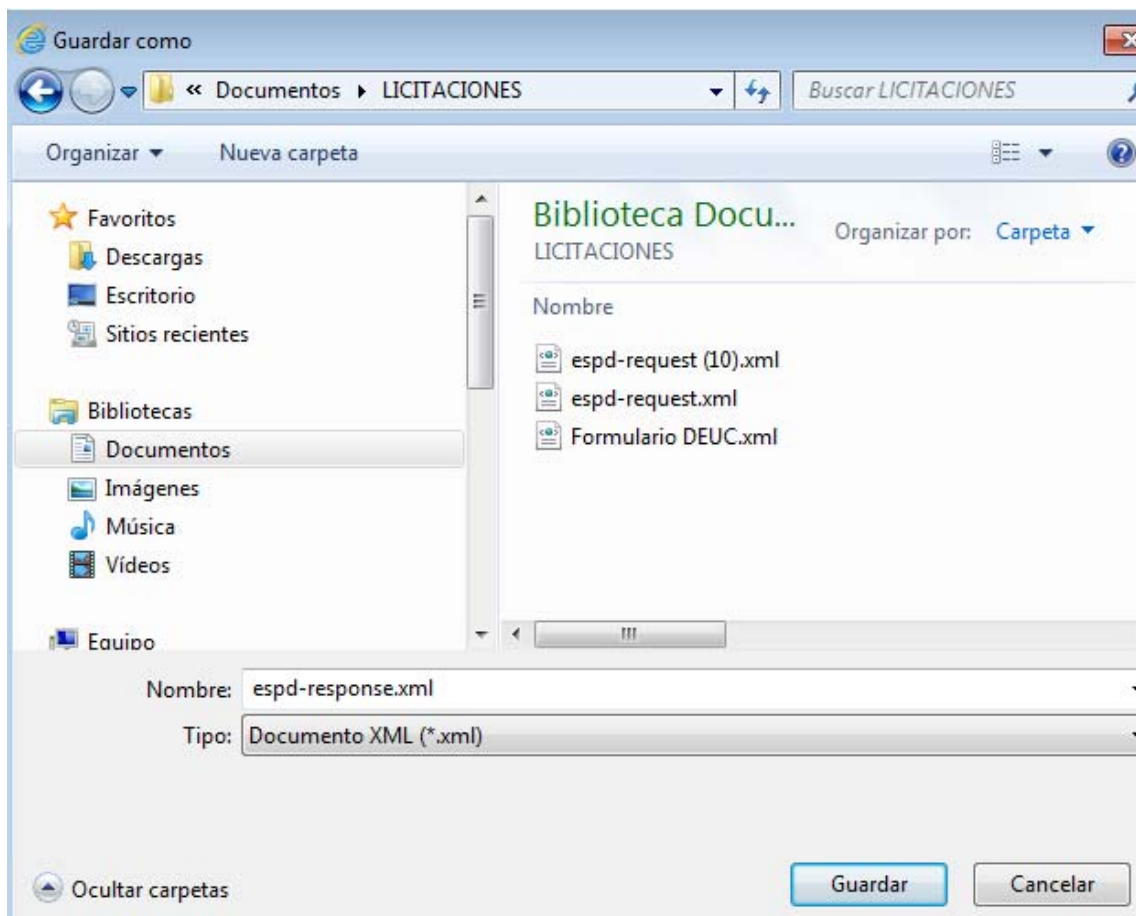 Guardar como
« Documentos LICITACIONES Buscar LICITACIONES
Organizar Nueva carpeta
Favoritos
Descargas
Escritorio
Sitios recientes
Bibliotecas
Documentos
Imágenes
Música
Vídeos
Equipo
Biblioteca Docu...
LICITACIONES
Organizar por: Carpeta
Nombre
espd-request (10).xml
espd-request.xml
Formulario DEUC.xml
Nombre: espd-response.xml
Tipo: Documento XML (*.xml)
Ocultar carpetas Guardar Cancelar